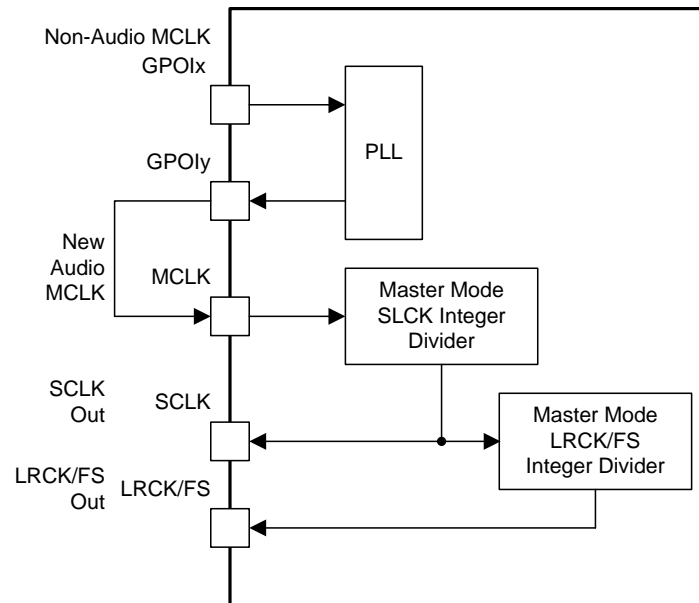 Non-Audio MCLK
GPOIx
PLL
GPOIy
New
Audio
MCLK
MCLK
Master Mode
SLCK Integer
Divider
SCLK
Out
SCLK
Master Mode
LRCK/FS
Integer Divider
LRCK/FS
Out
LRCK/FS